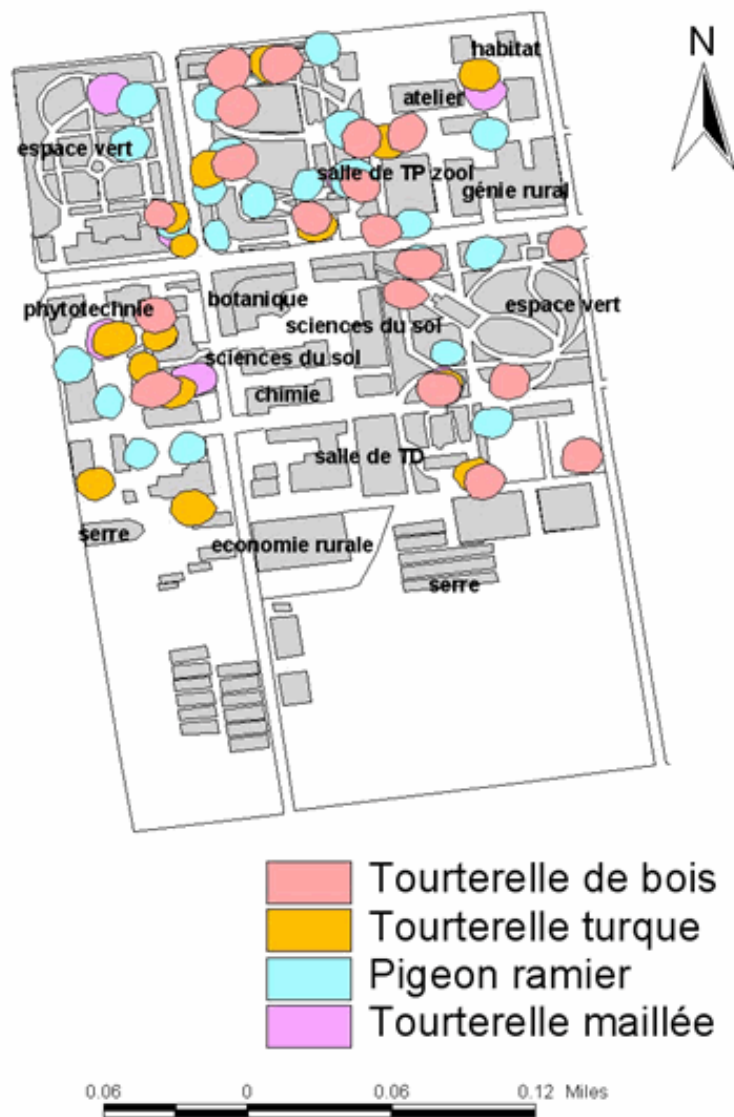 N
habitat
atelier
espace vert
salle de TP zool
génie rural
phytotechnie
botanique
espace vert
sciences du sol
sciences du sol
chimie
salle de TD
serre
economie rurale
serre
Tourterelle de bois
Tourterelle turque
Pigeon ramier
Tourterelle maillée
0.06 0 0.06 0.12 Miles